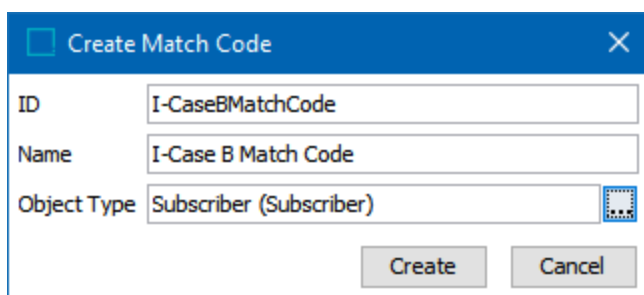 Create Match Code
ID I-CaseBMatchCode
Name I-Case B Match Code
Object Type Subscriber (Subscriber) ...
Create Cancel